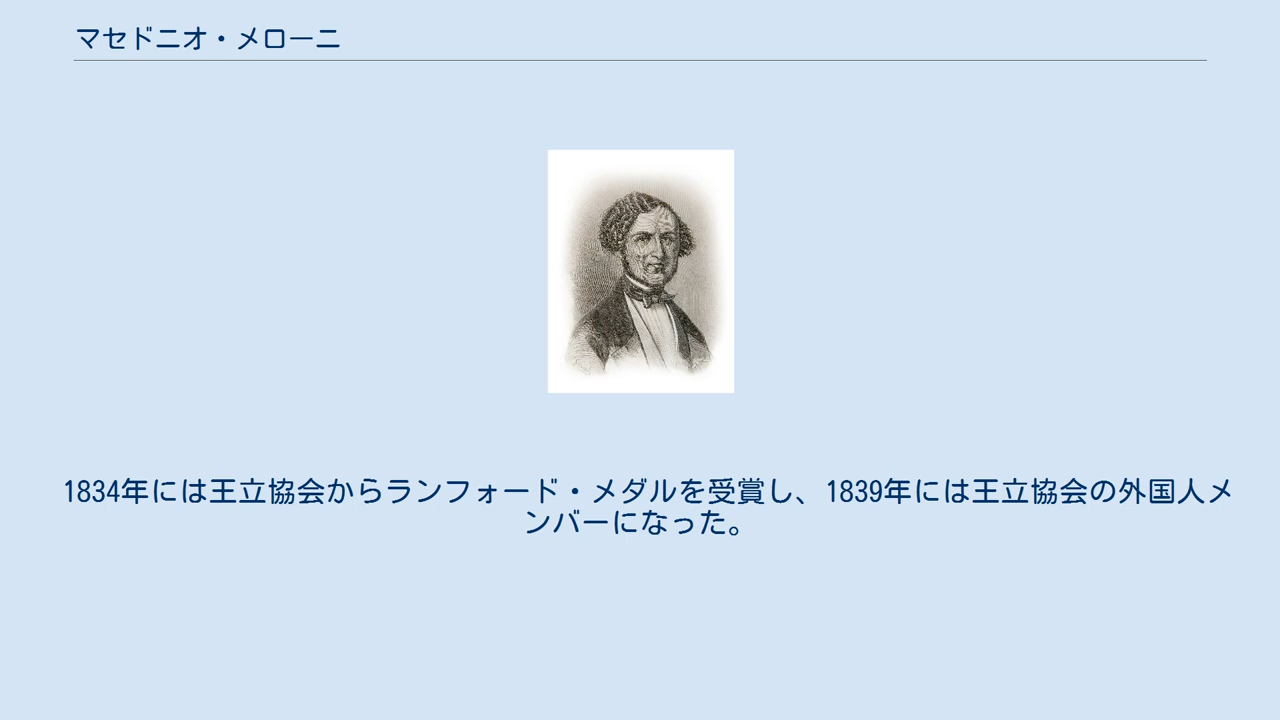 マセドニオ・メローニ
1834年には王立協会からランフォード・メダルを受賞し、1839年には王立協会の外国人メ
ンバーになった。